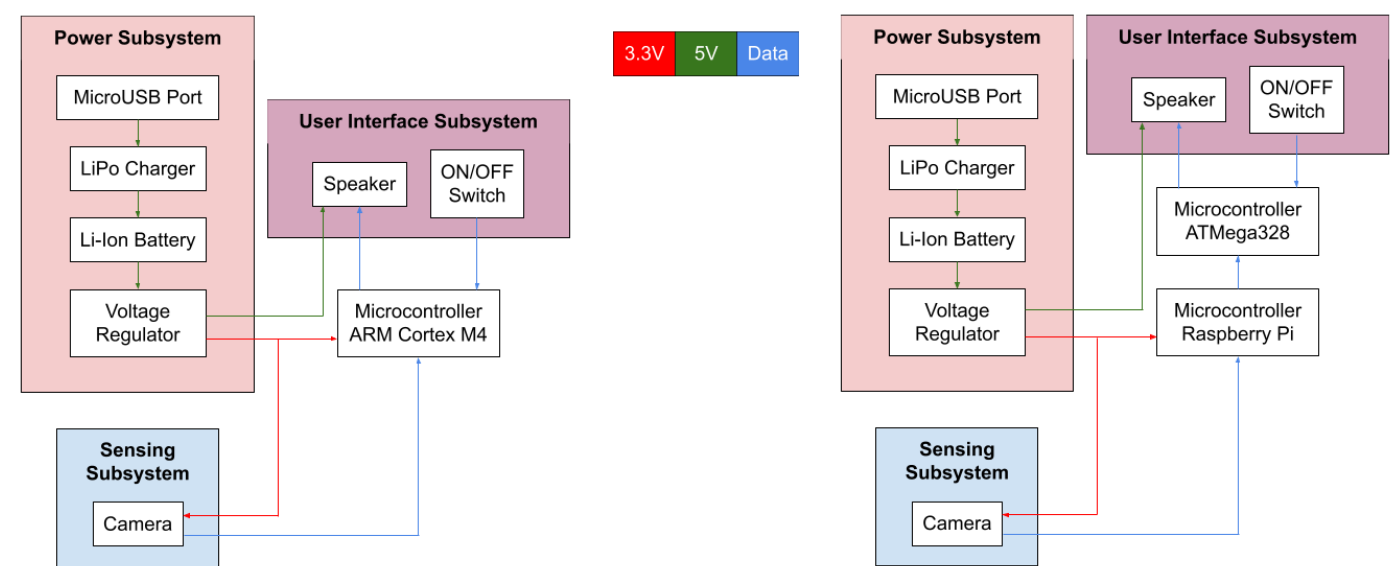 Power Subsystem
MicroUSB Port
LiPo Charger
Li-Ion Battery
Voltage
Regulator
User Interface Subsystem
Speaker
ON/OFF
Switch
Microcontroller
ARM Cortex M4
Sensing
Subsystem
Camera
3.3V
5V
Data
Power Subsystem
MicroUSB Port
LiPo Charger
Li-Ion Battery
Voltage
Regulator
User Interface Subsystem
Speaker
ON/OFF
Switch
Microcontroller
ATMega328
Microcontroller
Raspberry Pi
Sensing
Subsystem
Camera